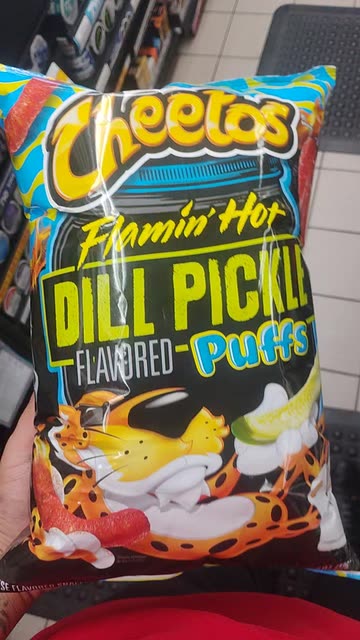 Cheetos
Flamin' Hot
DILL PICKLE
FLAVORED
Puffs